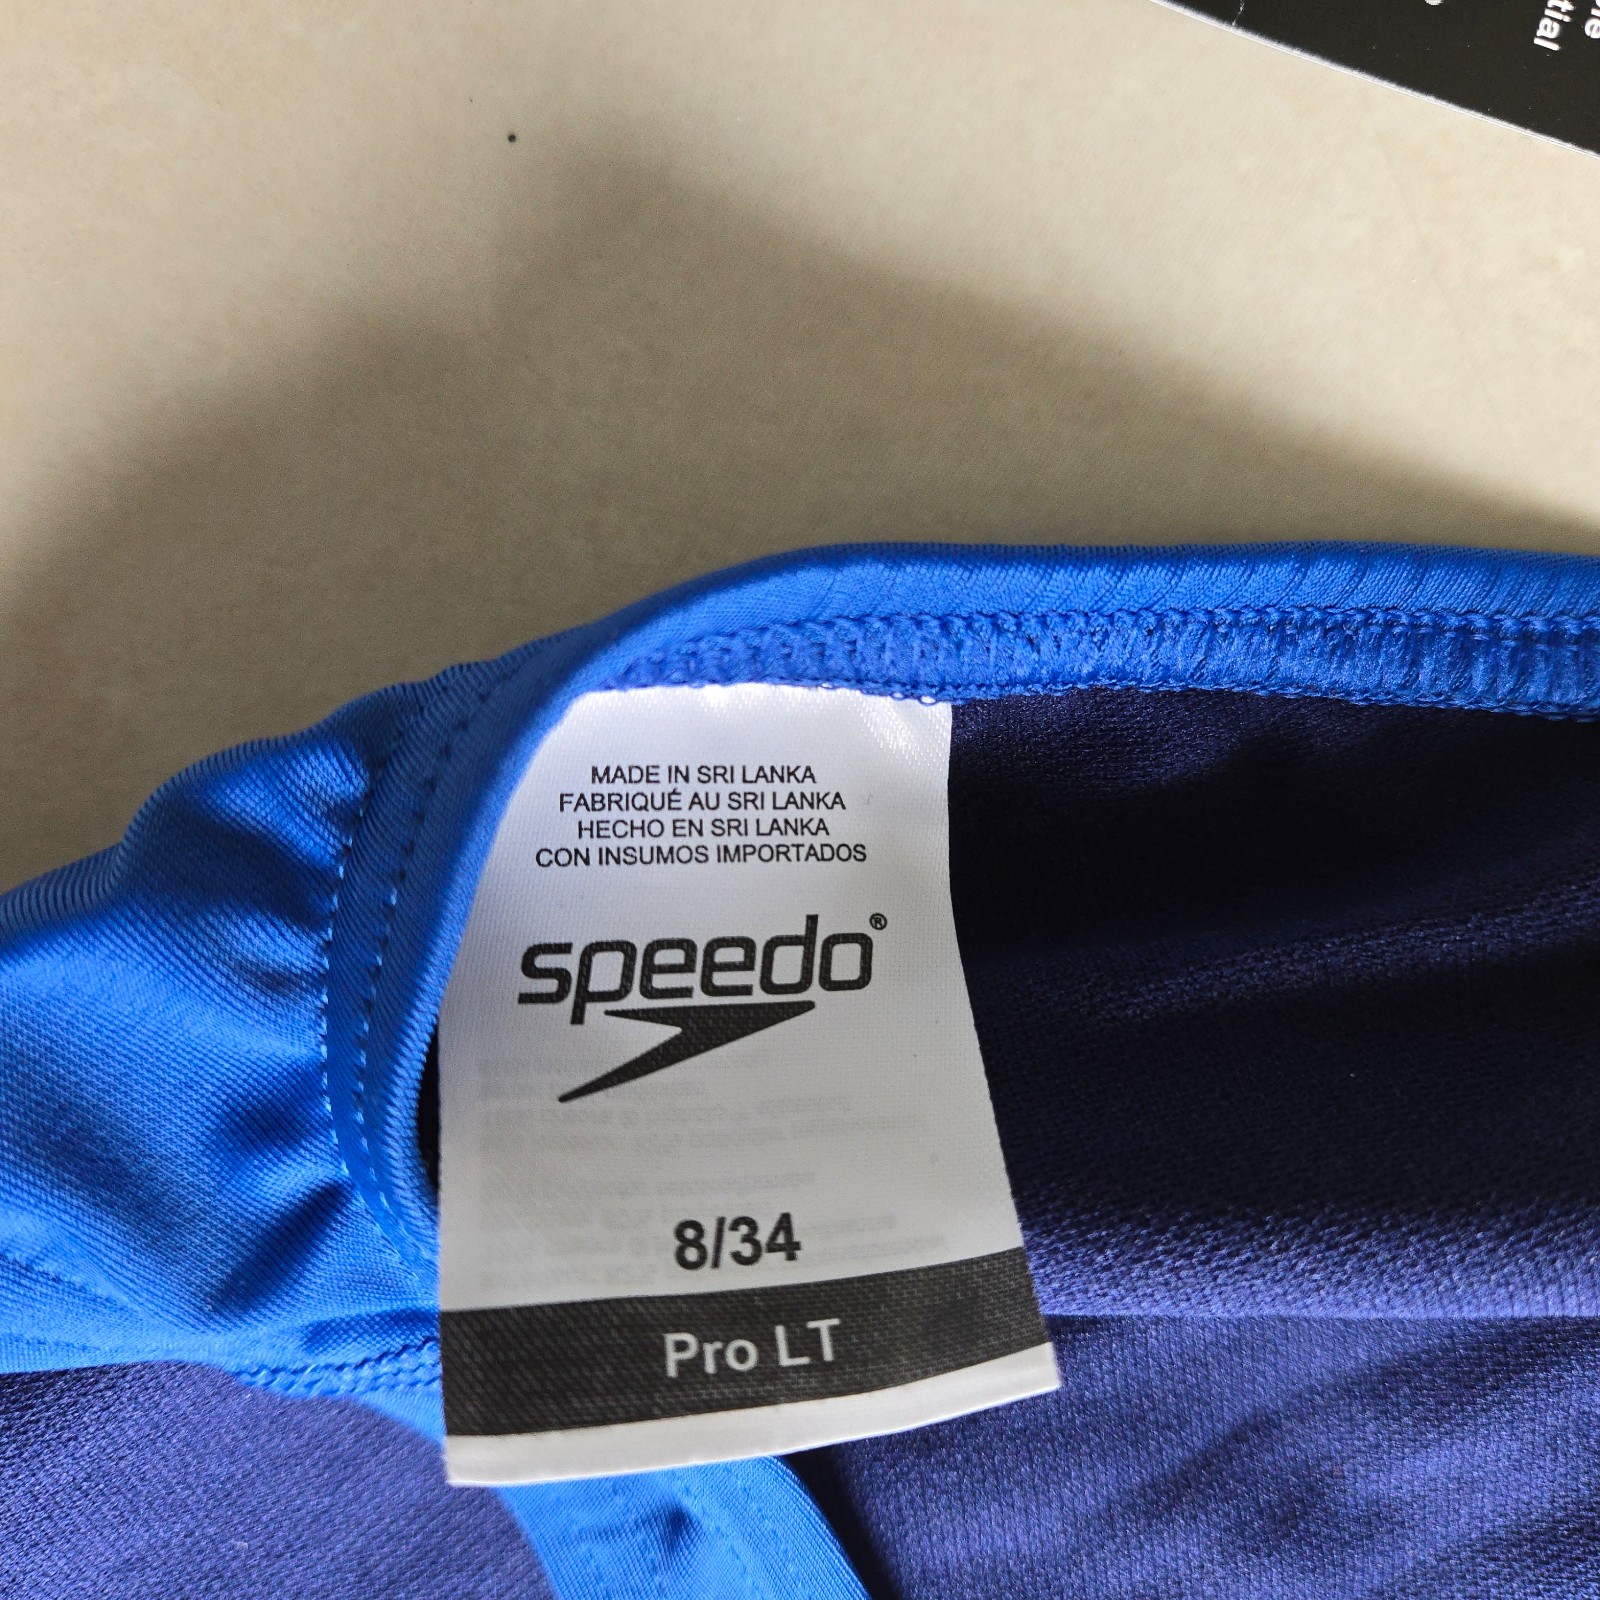 MADE IN SRI LANKA
FABRIQUÉ AU SRI LANKA
HECHO EN SRI LANKA
CON INSUMOS IMPORTADOS
speedo®
8/34
Pro LT
tial